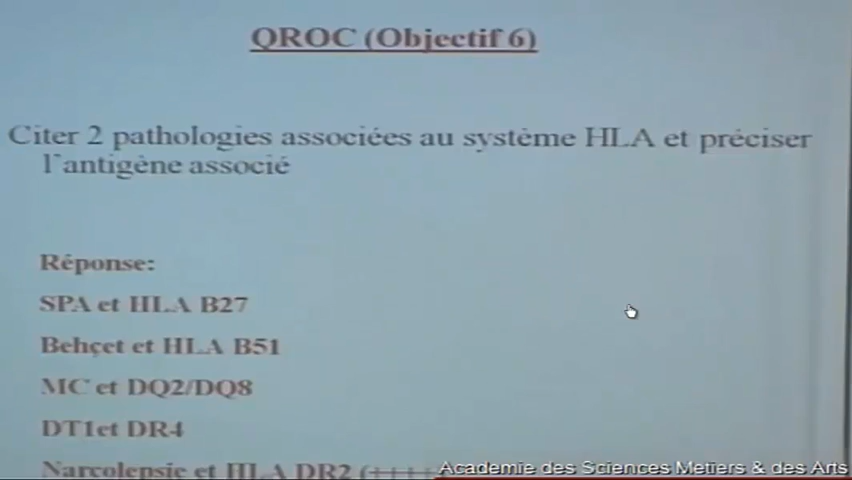 QROC (Objectif 6)
Citer 2 pathologies associées au système HLA et préciser
l'antigène associé
Réponse:
SPA et HLA B27
Behçet et HLA B51
MC et DQ2/DQ8
DT1et DR4
Narcolepsie et HLA DR2 (++++
Academie des Sciences Metiers & des Arts